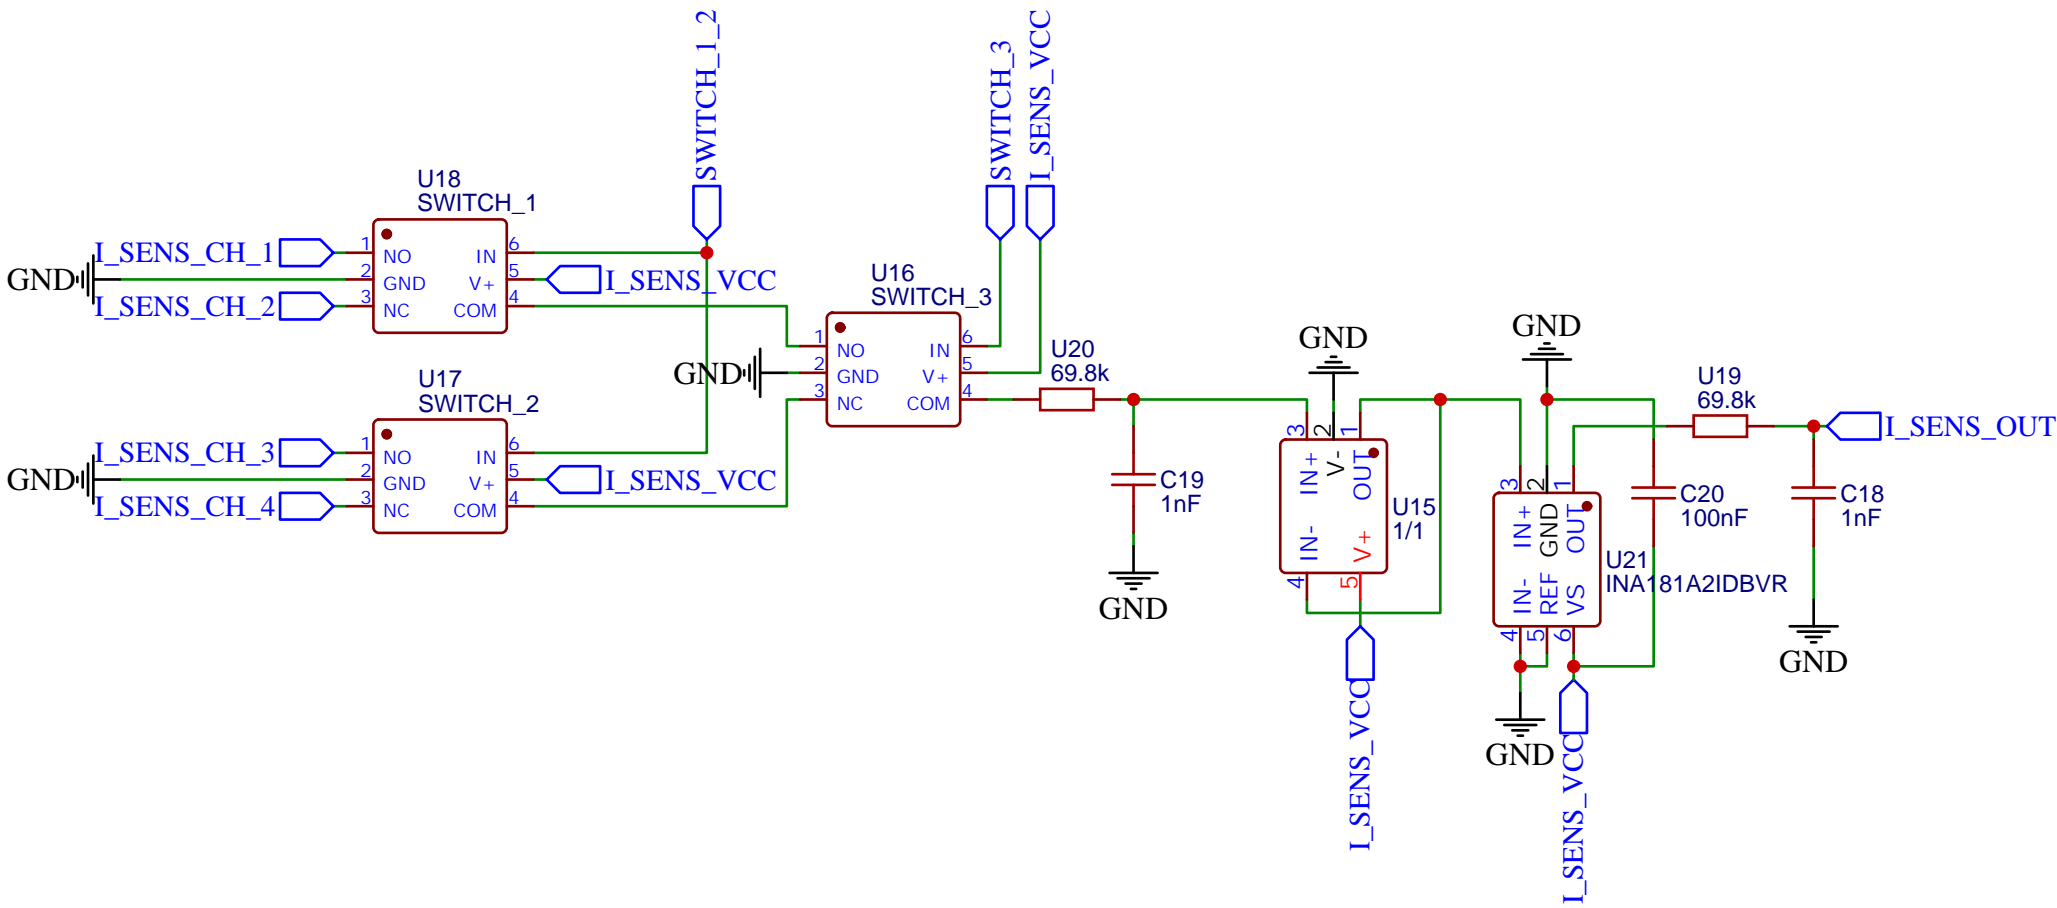 SWITCH_1_2
SWITCH_3
I_SENS_VCC
U18
SWITCH_1
I_SENS_CH_1
1
NO
IN
6
GND
2
GND
V+
5
I_SENS_VCC
I_SENS_CH_2
3
NC
COM
4
U17
SWITCH_2
I_SENS_CH_3
1
NO
IN
6
GND
2
GND
V+
5
I_SENS_VCC
I_SENS_CH_4
3
NC
COM
4
U16
SWITCH_3
1
NO
IN
6
GND
2
GND
V+
5
3
NC
COM
4
U20
69.8k
C19
1nF
GND
GND
3
2
1
IN+
V-
OUT
U15
1/1
IN-
V+
4
5
I_SENS_VCC
GND
3
2
1
IN+
GND
OUT
U21
INA181A2IDBVR
IN-
REF
VS
4
5
6
GND
I_SENS_VCC
C20
100nF
U19
69.8k
I_SENS_OUT
C18
1nF
GND